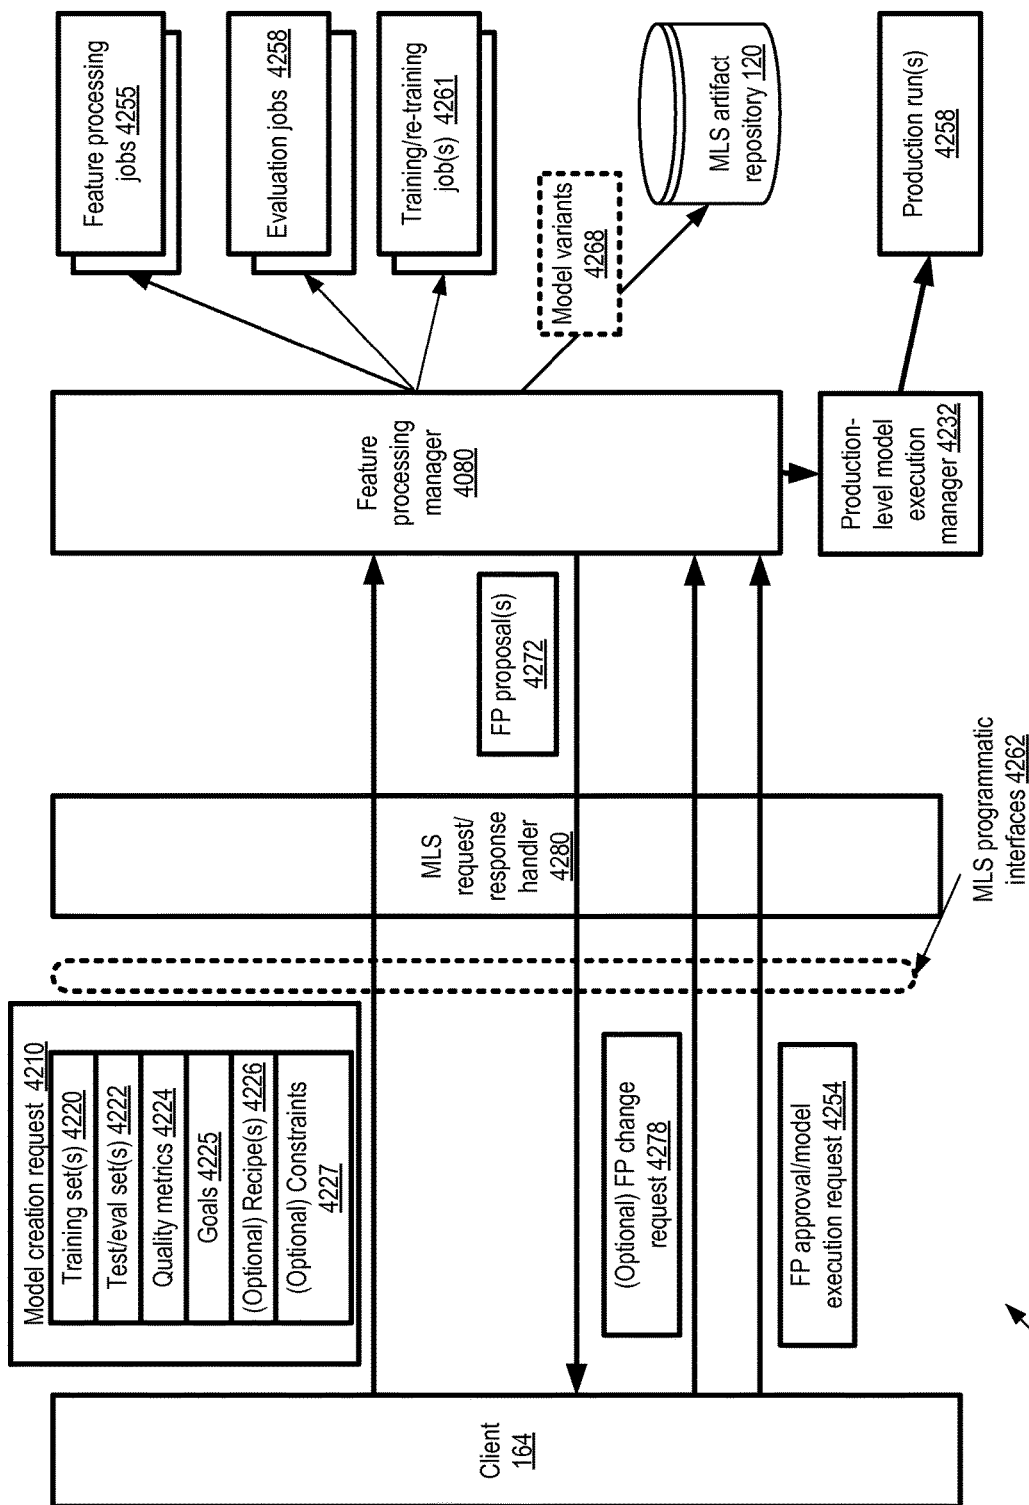 Client
164
Model creation request 4210
Training set(s) 4220
Test/eval set(s) 4222
Quality metrics 4224
Goals 4225
(Optional) Recipe(s) 4226
(Optional) Constraints
4227
(Optional) FP change
request 4278
FP approval/model
execution request 4254
MLS programmatic
interfaces 4262
MLS
request/
response
handler
4280
FP proposal(s)
4272
Feature
processing
manager
4080
Production-
level model
execution
manager 4232
Feature processing
jobs 4255
Evaluation jobs 4258
Training/re-training
job(s) 4261
Model variants
4268
MLS artifact
repository 120
Production run(s)
4258